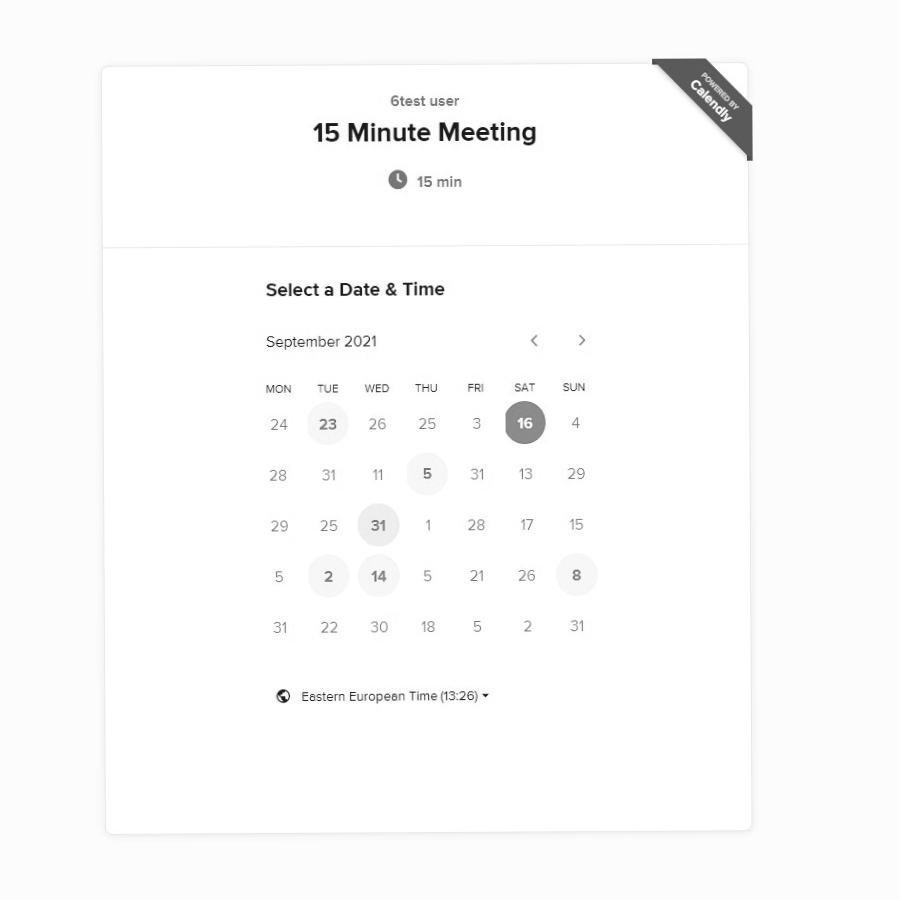 6test user
POWERED BY
Calendly
15 Minute Meeting
15 min
Select a Date & Time
September 2021
MON TUE WED THU FRI SAT SUN
24 23 26 25 3 16 4
28 31 11 5 31 13 29
29 25 31 1 28 17 15
5 2 14 5 21 26 8
31 22 30 18 5 2 31
Eastern European Time (13:26)